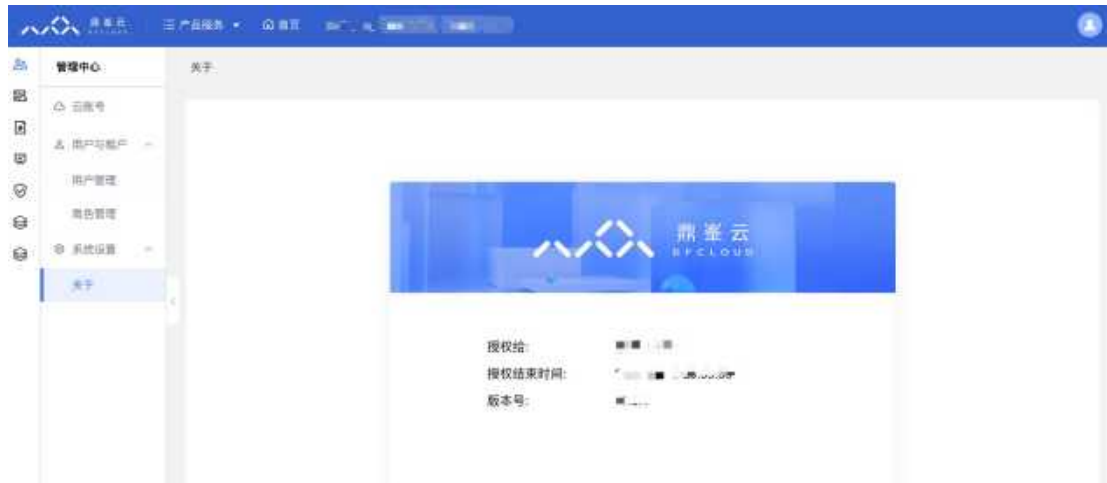 鼎峯云
产品服务
首页
管理中心
关于
云账号
用户与租户
用户管理
角色管理
系统设置
关于
鼎峯云
DFCLOUD
授权给:
授权结束时间:
版本号: